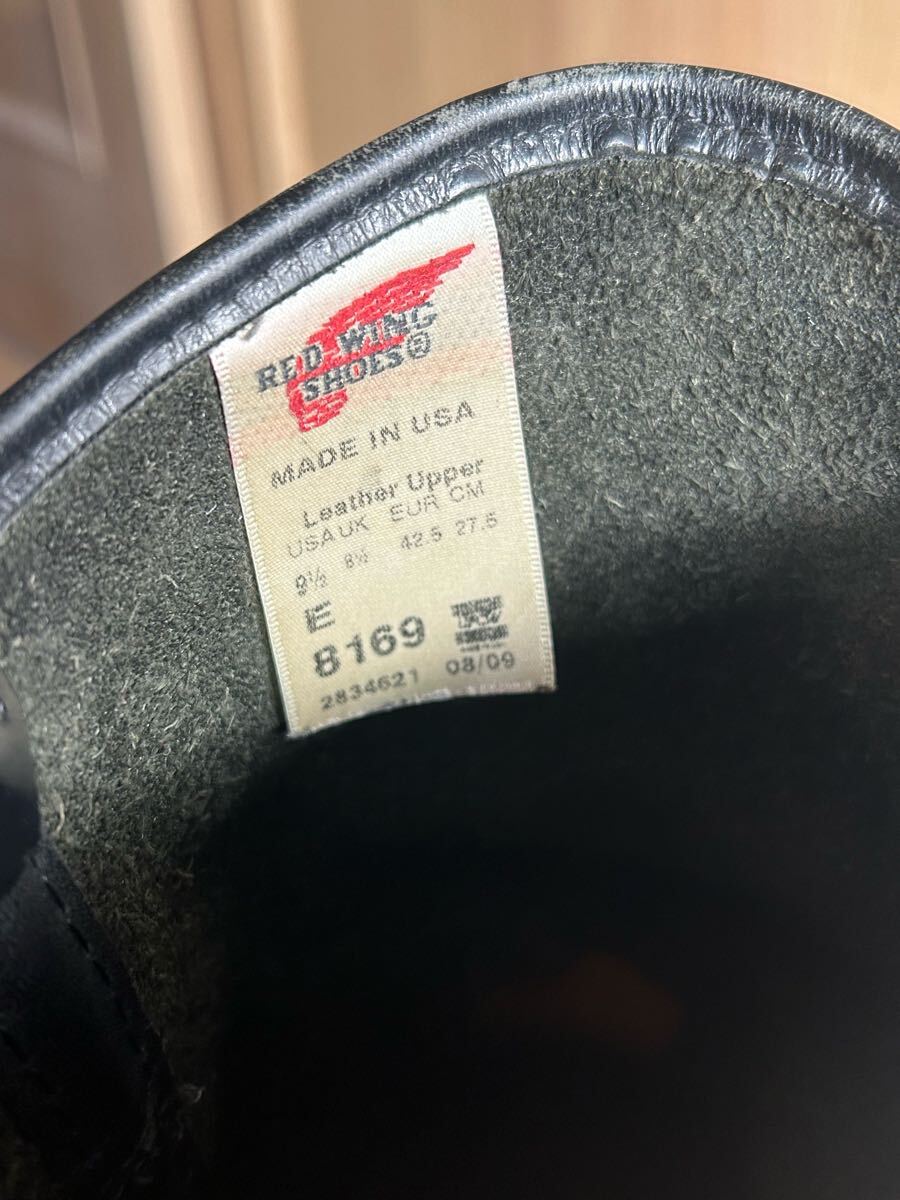 RED WING
SHOES®
MADE IN USA
Leather Upper
USA UK EUR CM
9½ 8½ 42.5 27.5
E
8169
2834621 08/09